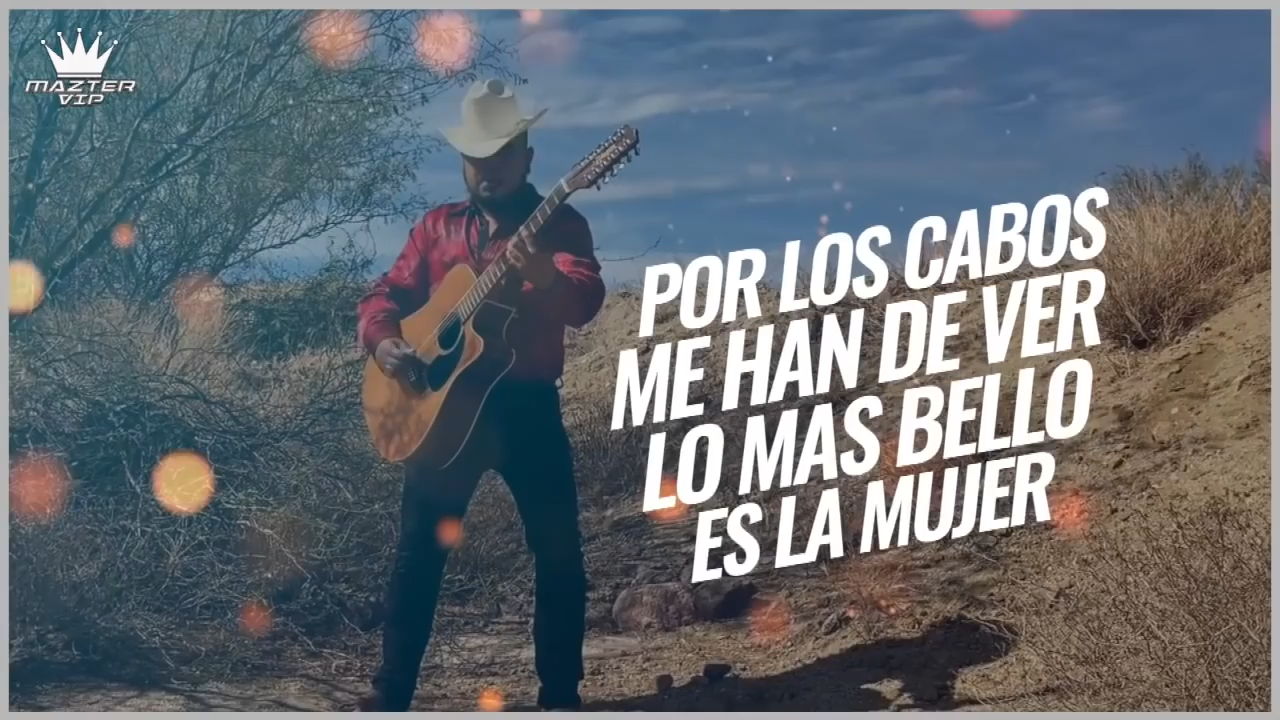 MAZTER
VIP
POR LOS CABOS
ME HAN DE VER
LO MAS BELLO
ES LA MUJER